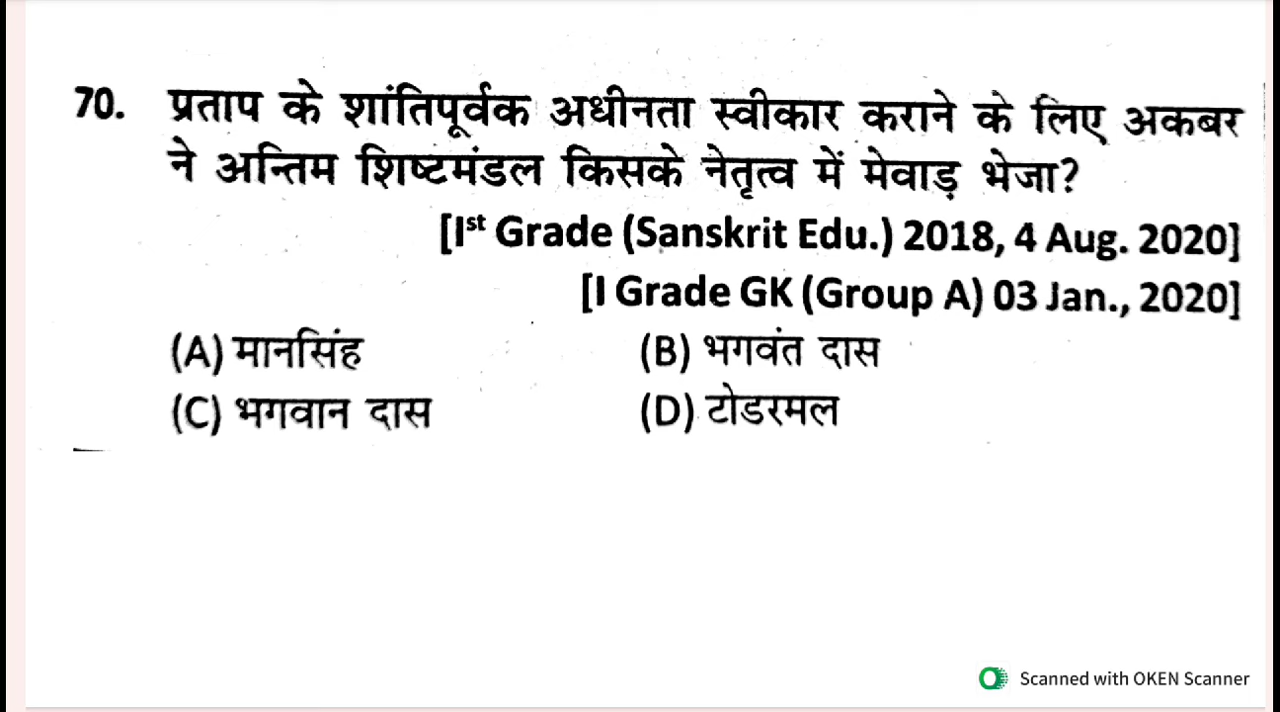 70. प्रताप के शांतिपूर्वक अधीनता स्वीकार कराने के लिए अकबर
ने अन्तिम शिष्टमंडल किसके नेतृत्व में मेवाड़ भेजा?
[Ist Grade (Sanskrit Edu.) 2018, 4 Aug. 2020]
[I Grade GK (Group A) 03 Jan., 2020]
(A) मानसिंह (B) भगवंत दास
(C) भगवान दास (D) टोडरमल
Scanned with OKEN Scanner